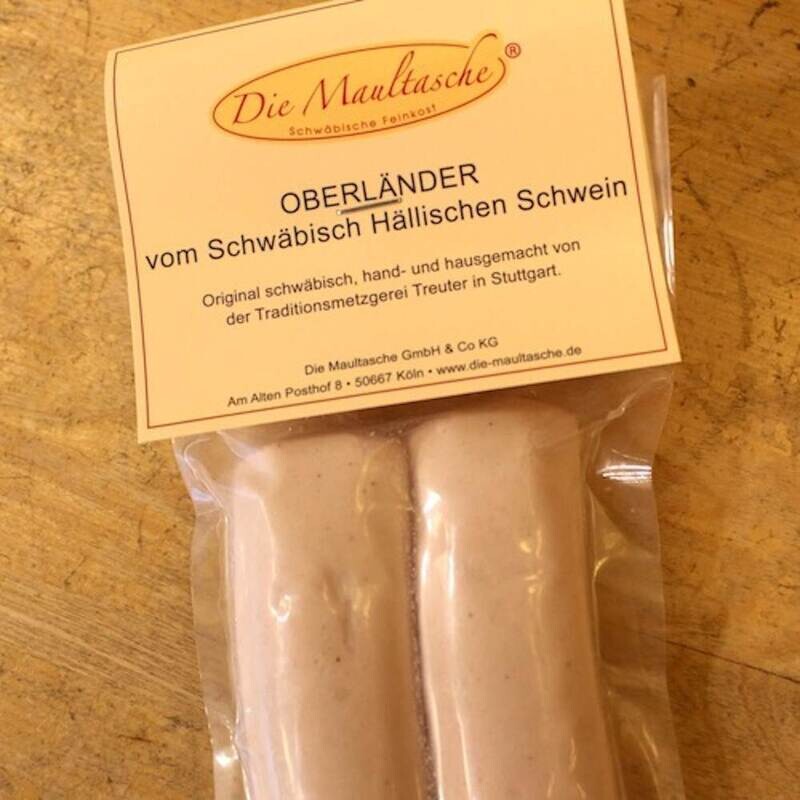 Die Maultasche®
Schwäbische Feinkost
OBERLÄNDER
vom Schwäbisch Hällischen Schwein
Original schwäbisch, hand- und hausgemacht von
der Traditionsmetzgerei Treuter in Stuttgart.
Die Maultasche GmbH & Co KG
Am Alten Posthof 8 • 50667 Köln • www.die-maultasche.de